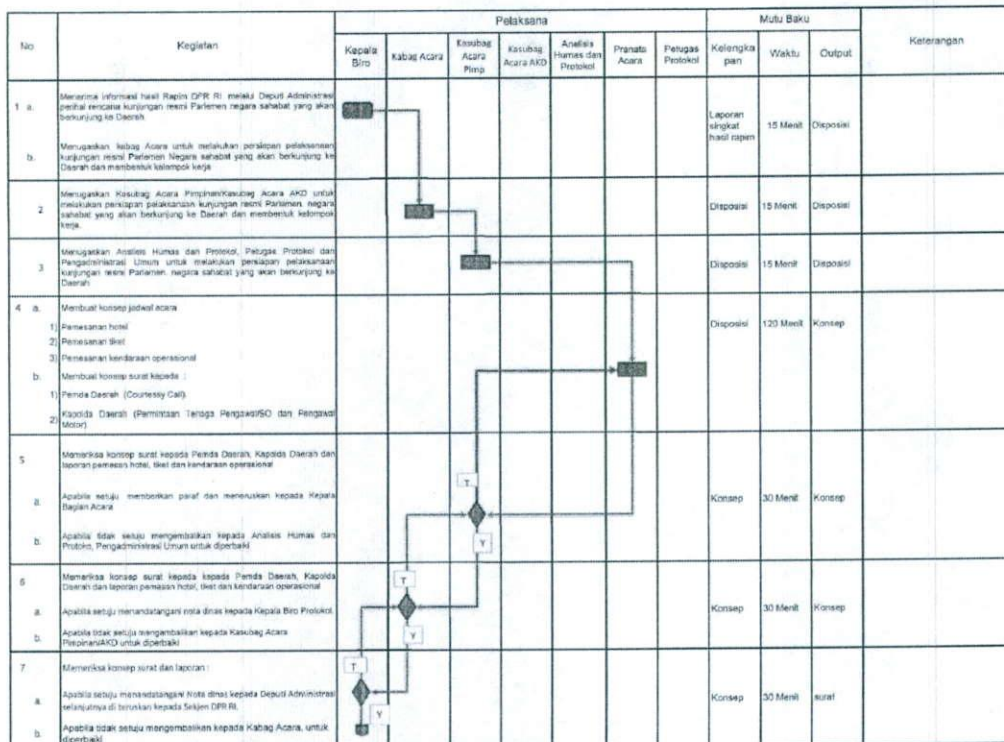 No
Kegiatan
Pelaksana
Mutu Baku
Keterangan
Kepala
Biro
Kabag Acara
Kasubag
Acara
Pimp
Kasubag
Acara AKD
Analisis
Humas dan
Protokol
Pranata
Acara
Petugas
Protokol
Kelengka
pan
Waktu
Output
1 a.
Menerima informasi hasil Rapim DPR RI melalui Deputi Administrasi
perihal rencana kunjungan resmi Parlemen negara sahabat yang akan
berkunjung ke Daerah
b.
Menugaskan kabag Acara untuk melakukan persiapan pelaksanaan
kunjungan resmi Parlemen Negara sahabat yang akan berkunjung ke
Daerah dan membentuk kelompok kerja
Laporan
singkat
hasil rapim
15 Menit
Disposisi
2
Menugaskan Kasubag Acara Pimpinan/Kasubag Acara AKD untuk
melakukan persiapan pelaksanaan kunjungan resmi Parlemen. negara
sahabat yang akan berkunjung ke Daerah dan membentuk kelompok
kerja.
Disposisi
15 Menit
Disposisi
3
Menugaskan Analisis Humas dan Protokol, Petugas Protokol dan
Pengadministrasi Umum untuk melakukan persiapan pelaksanaan
kunjungan resmi Parlemen. negara sahabat yang akan berkunjung ke
Daerah
Disposisi
15 Menit
Disposisi
4 a.
Membuat konsep jadwal acara
1) Pemesanan hotel
2) Pemesanan tiket
3) Pemesanan kendaraan operasional
b.
Membuat konsep surat kepada :
1) Pemda Daerah (Courtessy Call)
2) Kapolda Daerah (Permintaan Tenaga Pengawal/SO dan Pengawal
Motor)
Disposisi
120 Menit
Konsep
5
Memeriksa konsep surat kepada Pemda Daerah, Kapolda Daerah dan
laporan pemasan hotel, tiket dan kendaraan operasional
a.
Apabila setuju memberikan paraf dan meneruskan kepada Kepala
Bagian Acara
b.
Apabila tidak setuju mengembalikan kepada Analisis Humas dan
Protoko, Pengadministrasi Umum untuk diperbaiki
T
Y
Konsep
30 Menit
Konsep
6
Memeriksa konsep surat kepada kepada Pemda Daerah, Kapolda
Daerah dan laporan pemasan hotel, tiket dan kendaraan operasional
a.
Apabila setuju menandatangani nota dinas kepada Kepala Biro Protokol.
b.
Apabila tidak setuju mengembalikan kepada Kasubag Acara
Pimpinan/AKD untuk diperbaiki
T
Y
Konsep
30 Menit
Konsep
7
Memeriksa konsep surat dan laporan :
a.
Apabila setuju menandatangani Nota dinas kepada Deputi Administrasi
selanjutnya di teruskan kepada Sekjen DPR RI.
b.
Apabila tidak setuju mengembalikan kepada Kabag Acara, untuk
diperbaiki
T
Y
Konsep
30 Menit
surat